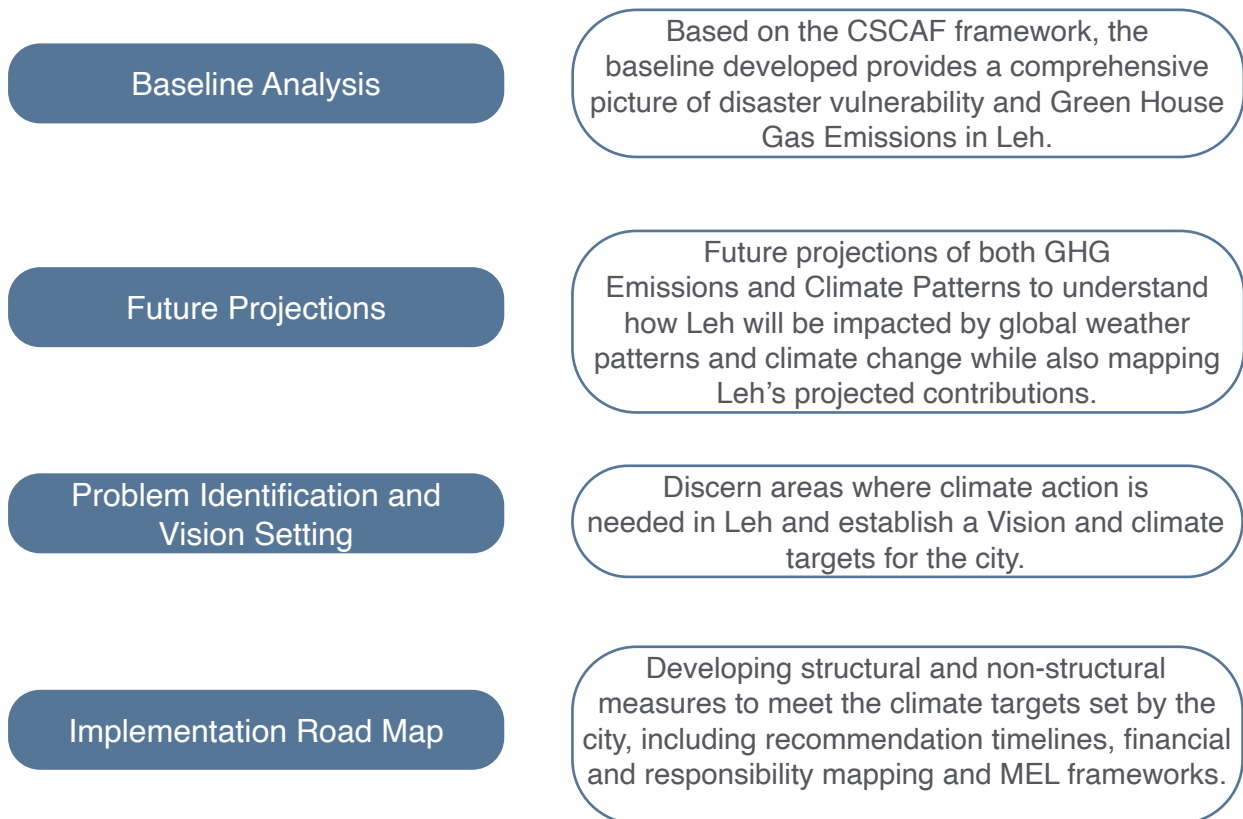 Baseline Analysis
Based on the CSCAF framework, the
baseline developed provides a comprehensive
picture of disaster vulnerability and Green House
Gas Emissions in Leh.
Future Projections
Future projections of both GHG
Emissions and Climate Patterns to understand
how Leh will be impacted by global weather
patterns and climate change while also mapping
Leh’s projected contributions.
Problem Identification and
Vision Setting
Discern areas where climate action is
needed in Leh and establish a Vision and climate
targets for the city.
Implementation Road Map
Developing structural and non-structural
measures to meet the climate targets set by the
city, including recommendation timelines, financial
and responsibility mapping and MEL frameworks.